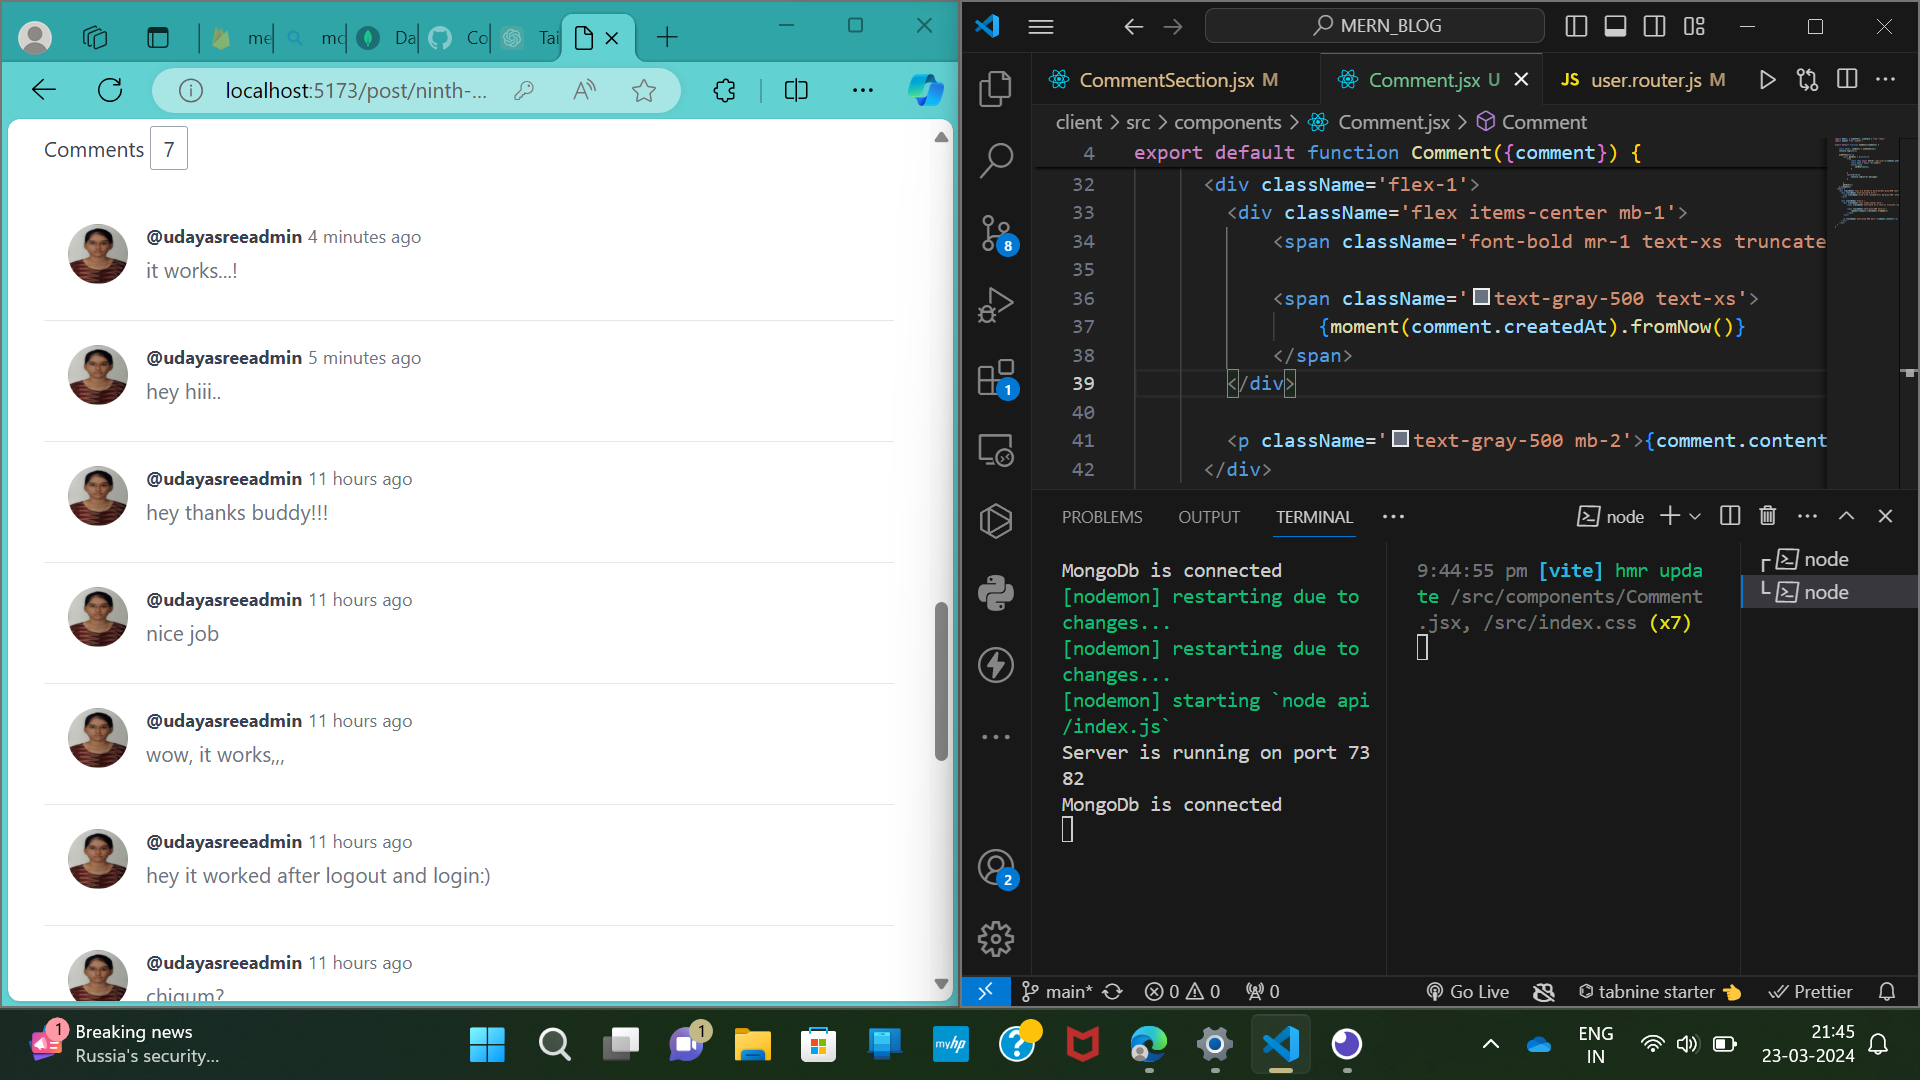 me
mc
Da
Co
Tai
localhost:5173/post/ninth-...
Comments 7
@udayasreeadmin 4 minutes ago
it works...!
@udayasreeadmin 5 minutes ago
hey hiii..
@udayasreeadmin 11 hours ago
hey thanks buddy!!!
@udayasreeadmin 11 hours ago
nice job
@udayasreeadmin 11 hours ago
wow, it works,,,
@udayasreeadmin 11 hours ago
hey it worked after logout and login:)
@udayasreeadmin 11 hours ago
chigum?
MERN_BLOG
CommentSection.jsx M
Comment.jsx U
JS user.router.js M
client > src > components > Comment.jsx > Comment
4 export default function Comment({comment}) {
32 <div className='flex-1'>
33 <div className='flex items-center mb-1'>
34 <span className='font-bold mr-1 text-xs truncate
35
36 <span className='text-gray-500 text-xs'>
37 {moment(comment.createdAt).fromNow()}
38 </span>
39 </div>
40
41 <p className='text-gray-500 mb-2'>{comment.content
42 </div>
8
1
2
PROBLEMS OUTPUT TERMINAL ... node
MongoDb is connected
[nodemon] restarting due to
changes...
[nodemon] restarting due to
changes...
[nodemon] starting `node api
/index.js`
Server is running on port 73
82
MongoDb is connected
9:44:55 pm [vite] hmr upda
te /src/components/Comment
.jsx, /src/index.css (x7)
node
node
main* 0 0 0 Go Live tabnine starter Prettier
1
Breaking news
Russia's security...
1
myhp
ENG
IN
21:45
23-03-2024